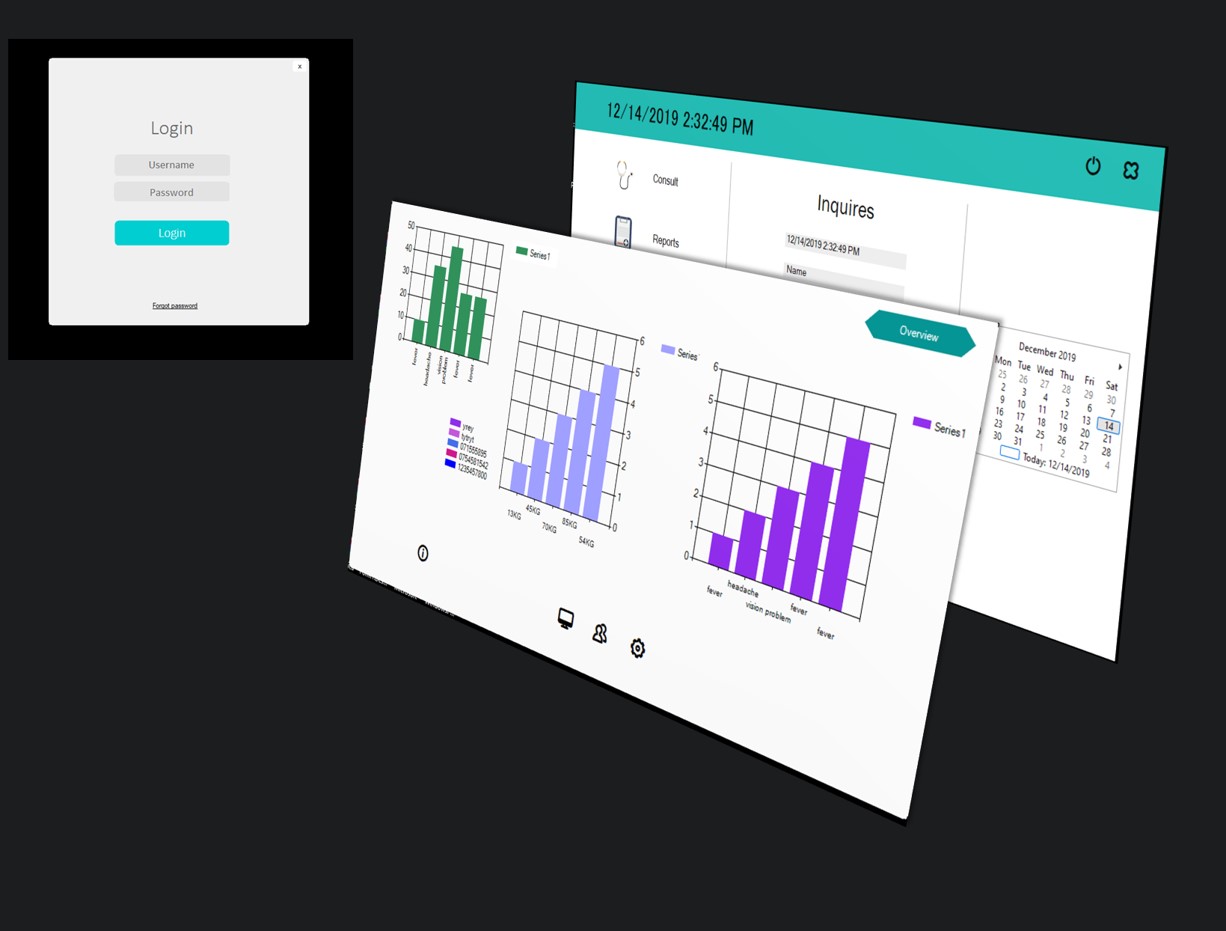 x
Login
Username
Password
Login
Forgot password
12/14/2019 2:32:49 PM
Consult
Reports
Inquires
12/14/2019 2:32:49 PM
Name
December 2019
Mon Tue Wed Thu Fri Sat
25 26 27 28 29 30
2 3 4 5 6 7
9 10 11 12 13 14
16 17 18 19 20 21
23 24 25 26 27 28
30 31 1 2 3 4
Today: 12/14/2019
Overview
50
40
30
20
10
0
fever
headache
vision problem
fever
fever
Series1
yrey
tytryt
0754581542
1235457800
6
5
4
3
2
1
0
13KG
45KG
70KG
85KG
54KG
Series
6
5
4
3
2
1
0
fever
headache
vision problem
fever
fever
Series1